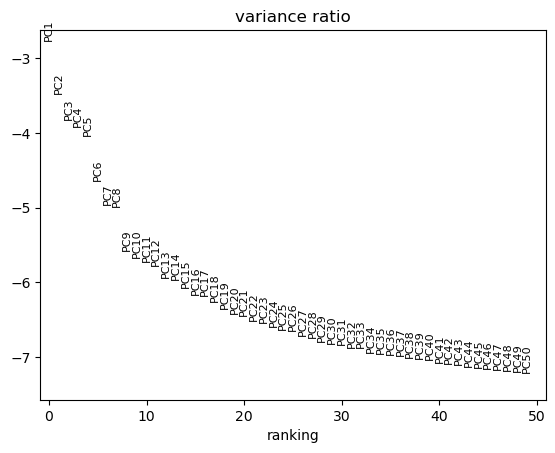 variance ratio
−3
−4
−5
−6
−7
PC1
PC2
PC3
PC4
PC5
PC6
PC7
PC8
PC9
PC10
PC11
PC12
PC13
PC14
PC15
PC16
PC17
PC18
PC19
PC20
PC21
PC22
PC23
PC24
PC25
PC26
PC27
PC28
PC29
PC30
PC31
PC32
PC33
PC34
PC35
PC36
PC37
PC38
PC39
PC40
PC41
PC42
PC43
PC44
PC45
PC46
PC47
PC48
PC49
PC50
0 10 20 30 40 50
ranking